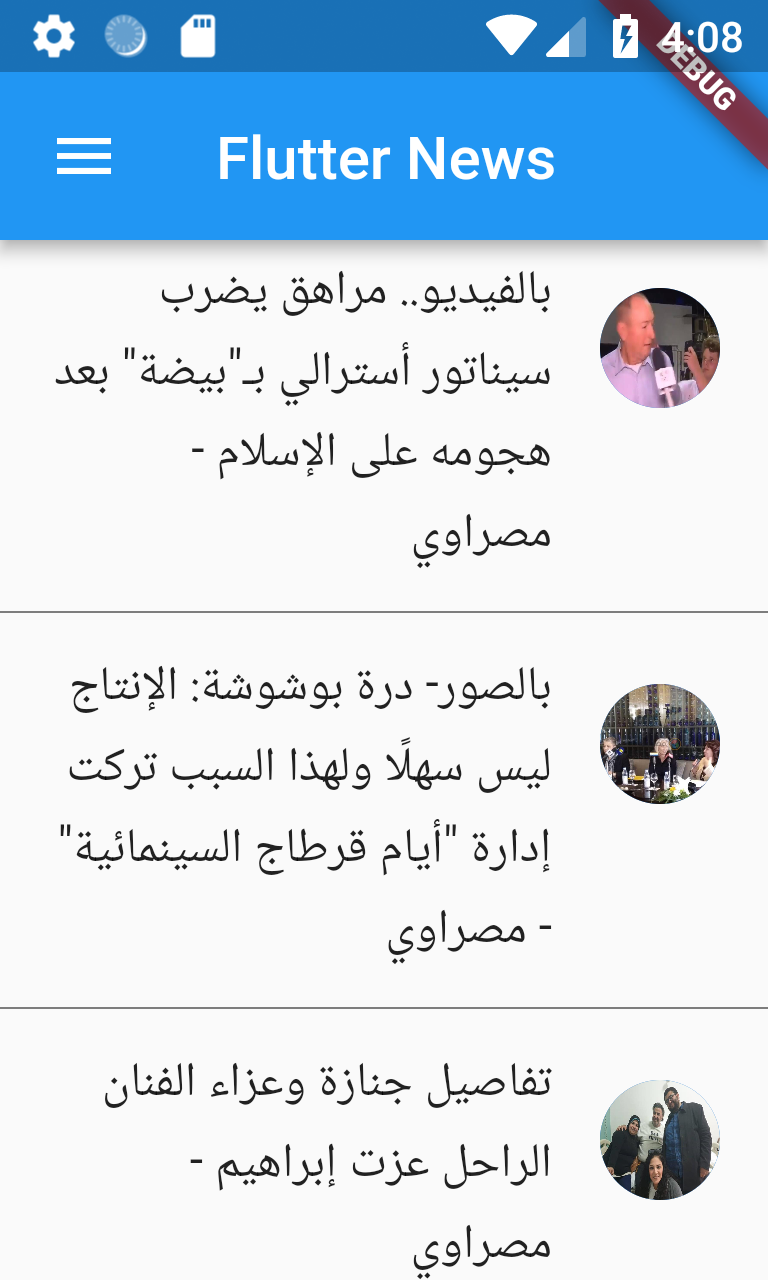 4:08
DEBUG
Flutter News
بالفيديو.. مراهق يضرب
سيناتور أسترالي بـ"بيضة" بعد
هجومه على الإسلام -
مصراوي
بالصور- درة بوشوشة: الإنتاج
ليس سهلًا ولهذا السبب تركت
إدارة "أيام قرطاج السينمائية"
- مصراوي
تفاصيل جنازة وعزاء الفنان
الراحل عزت إبراهيم -
مصراوي